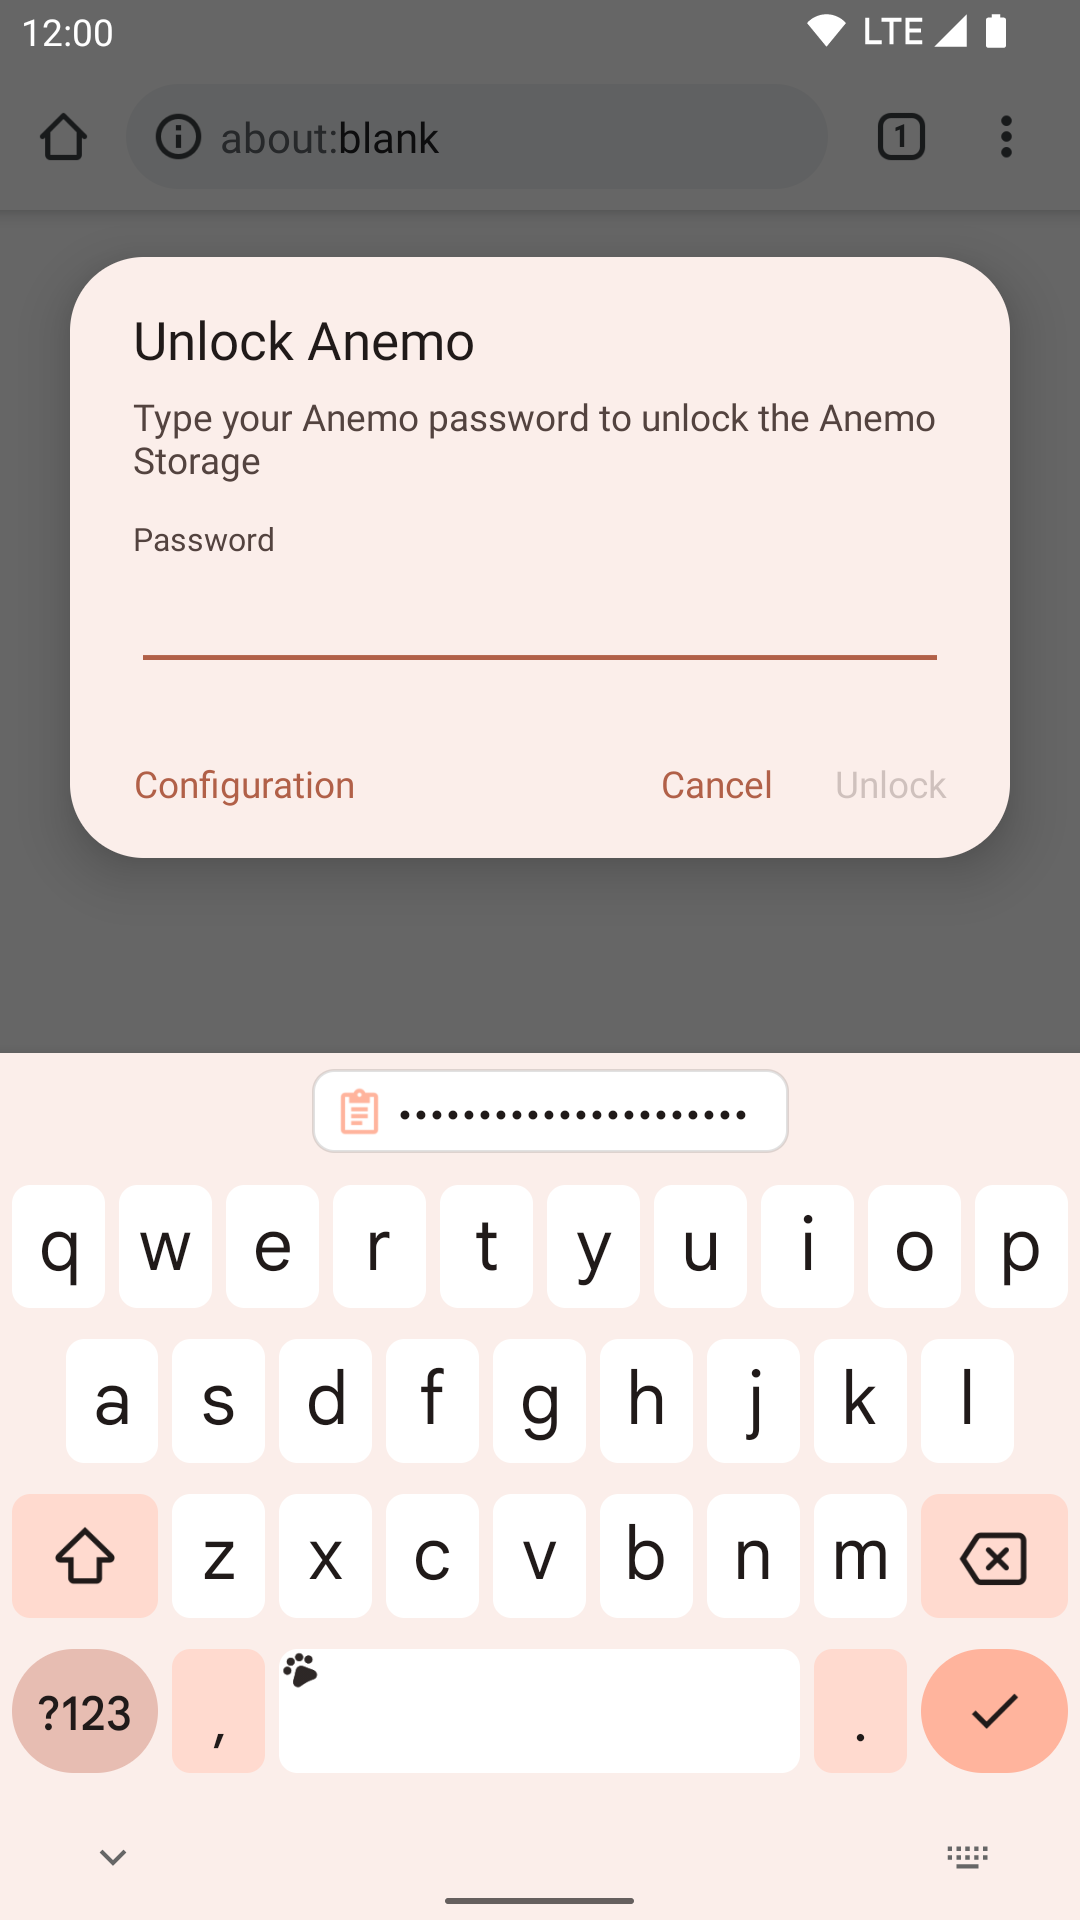 12:00 LTE
about:blank 1
Unlock Anemo
Type your Anemo password to unlock the Anemo
Storage
Password
Configuration Cancel Unlock
••••••••••••••••••••••
q w e r t y u i o p
a s d f g h j k l
z x c v b n m
?123 , .